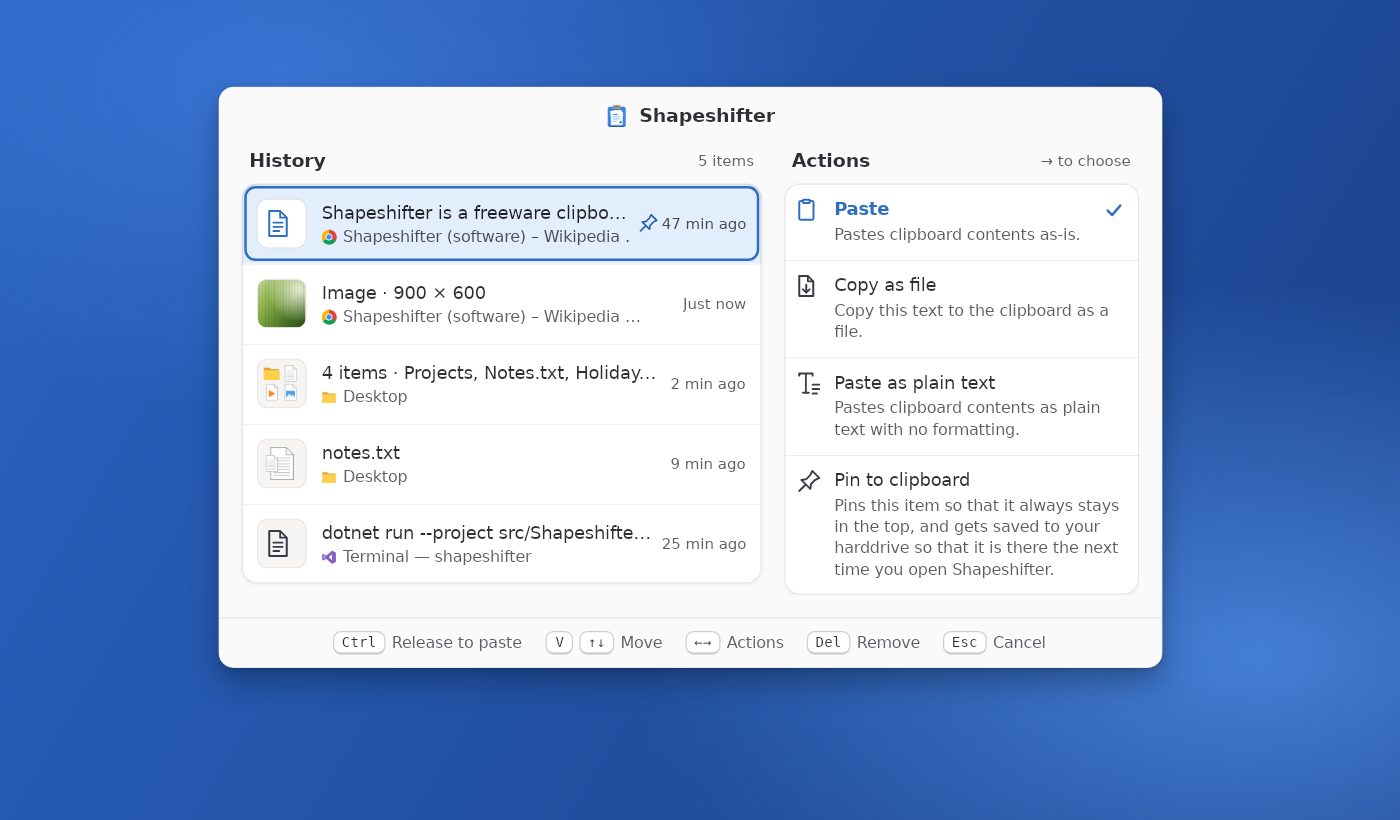 Shapeshifter
History
5 items
Shapeshifter is a freeware clipbo…
Shapeshifter (software) – Wikipedia .
47 min ago
Image · 900 × 600
Shapeshifter (software) – Wikipedia …
Just now
4 items · Projects, Notes.txt, Holiday…
Desktop
2 min ago
notes.txt
Desktop
9 min ago
dotnet run --project src/Shapeshifte…
Terminal — shapeshifter
25 min ago
Actions
→ to choose
Paste
Pastes clipboard contents as-is.
Copy as file
Copy this text to the clipboard as a
file.
Paste as plain text
Pastes clipboard contents as plain
text with no formatting.
Pin to clipboard
Pins this item so that it always stays
in the top, and gets saved to your
harddrive so that it is there the next
time you open Shapeshifter.
Ctrl Release to paste V ↑↓ Move ←→ Actions Del Remove Esc Cancel